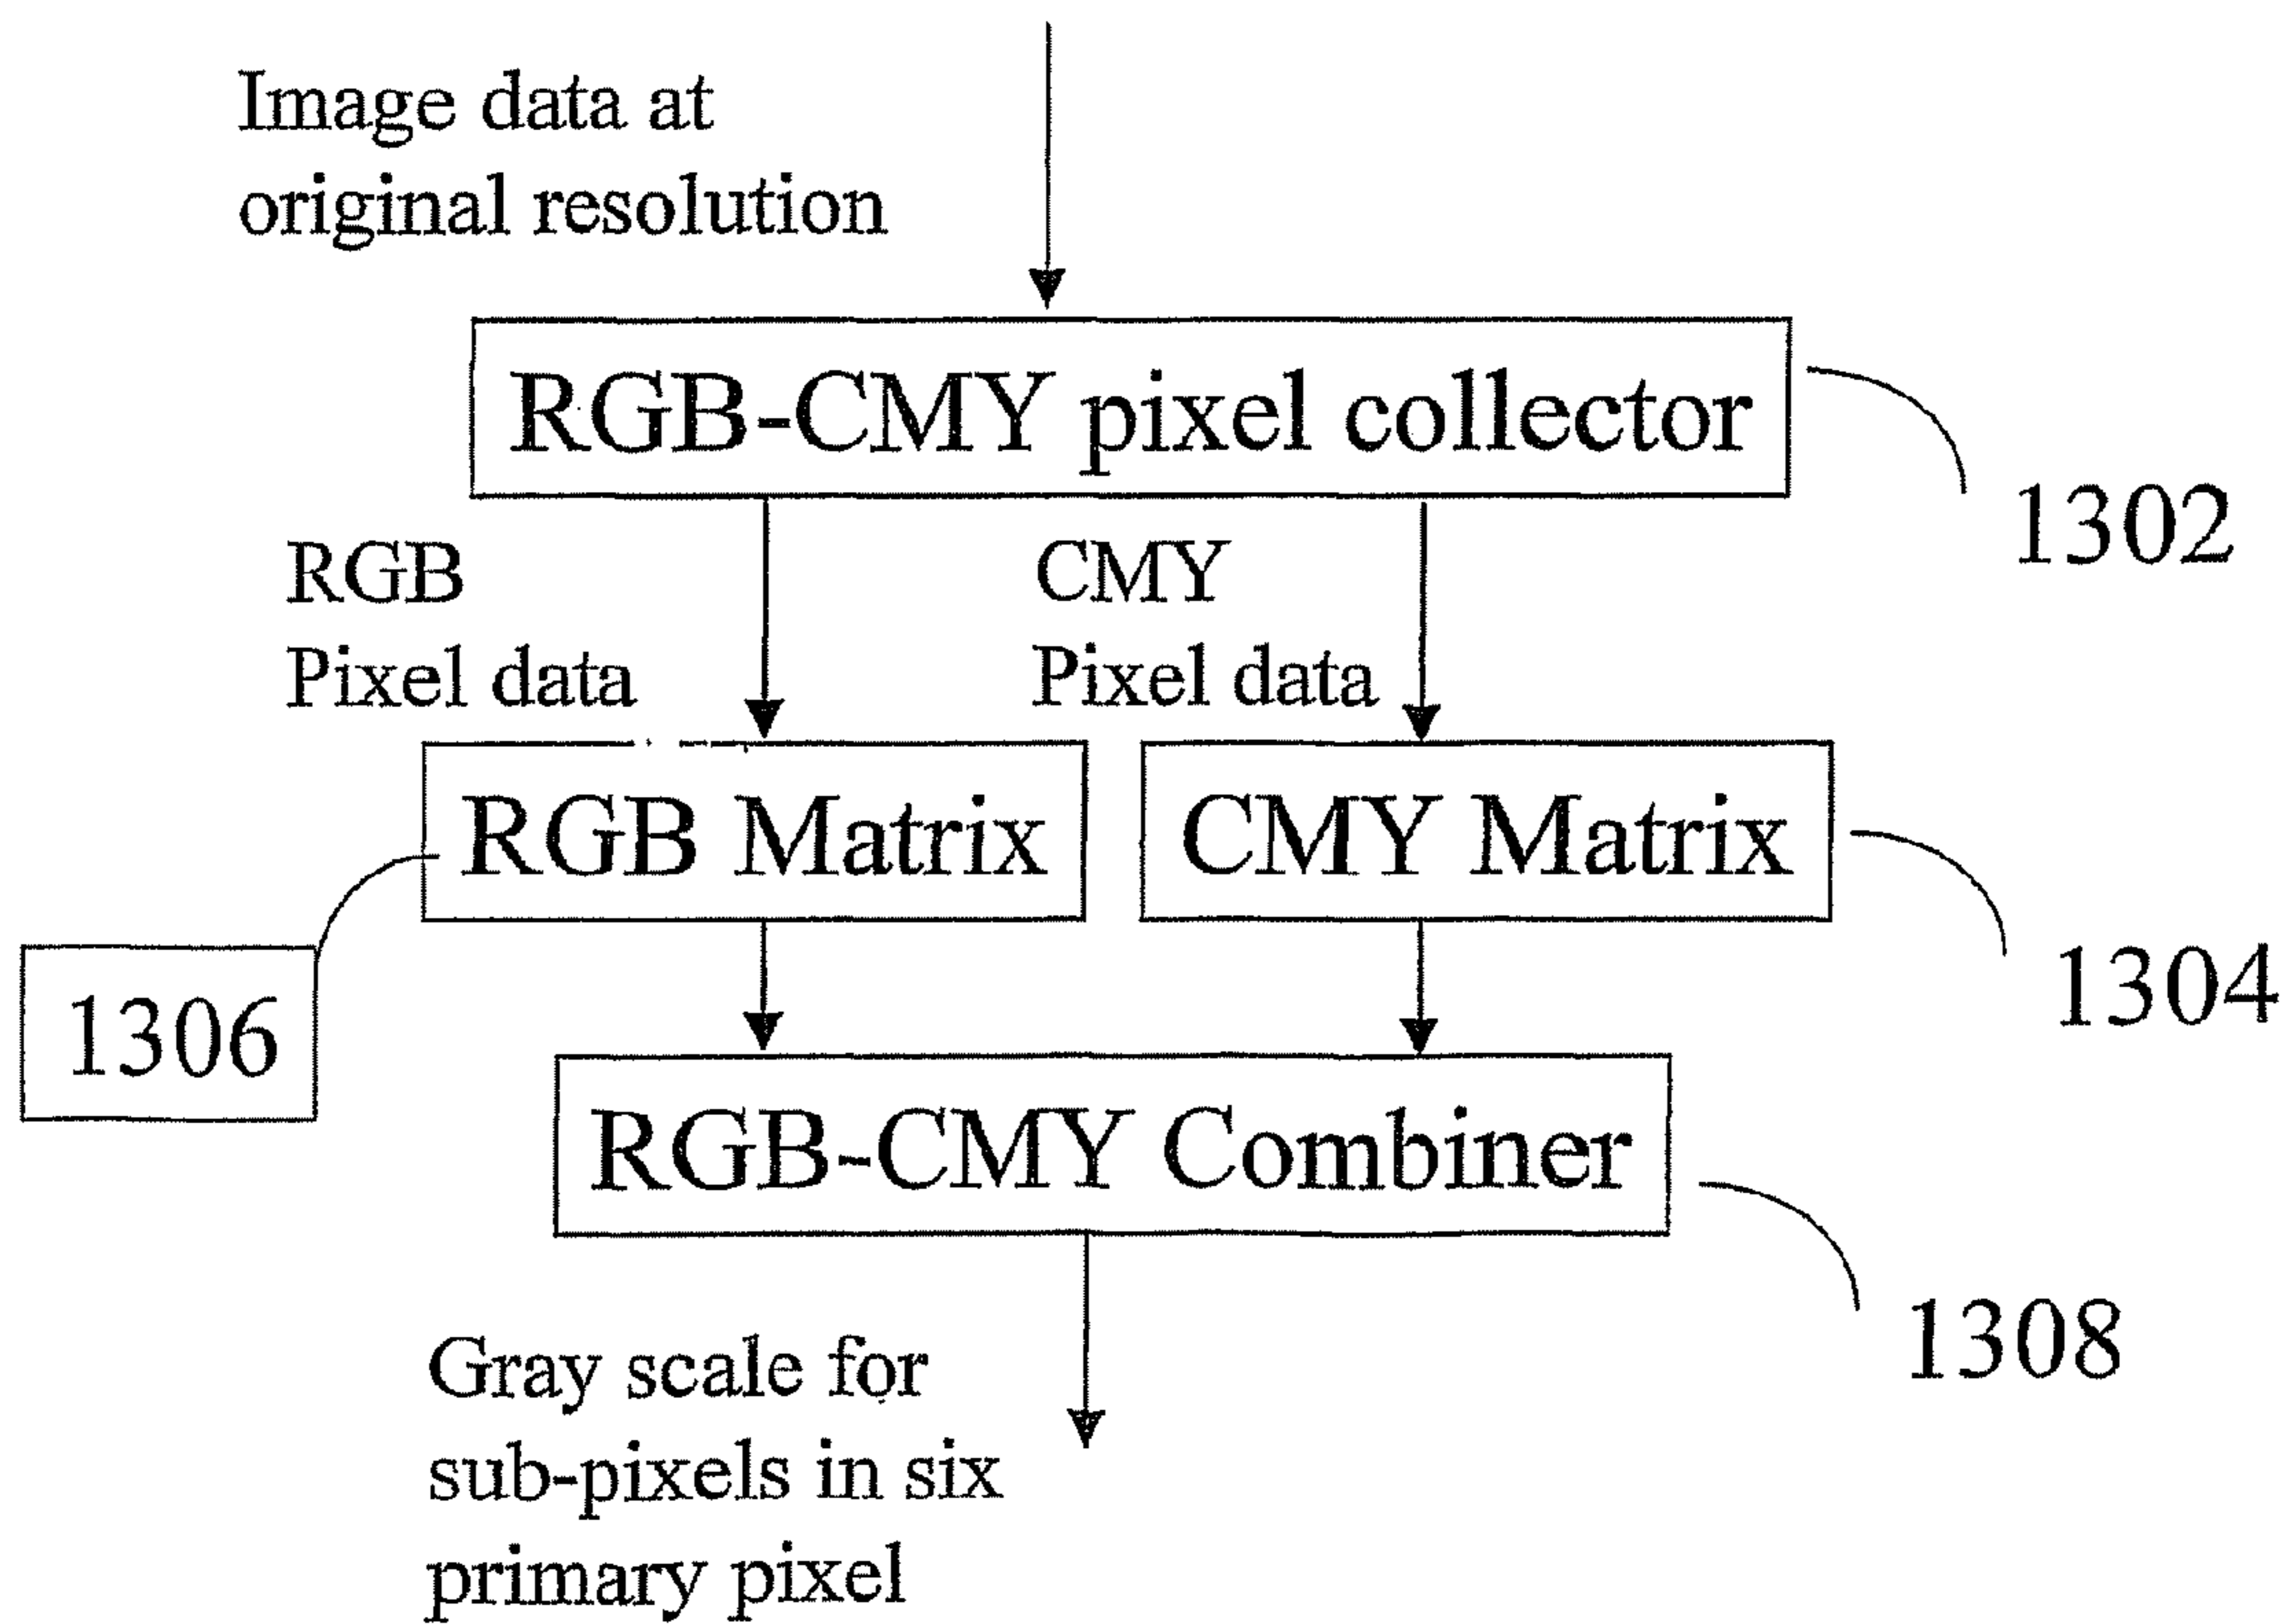 Image data at
original resolution
RGB-CMY pixel collector
1302
RGB
Pixel data
CMY
Pixel data
RGB Matrix
CMY Matrix
1306
1304
RGB-CMY Combiner
1308
Gray scale for
sub-pixels in six
primary pixel